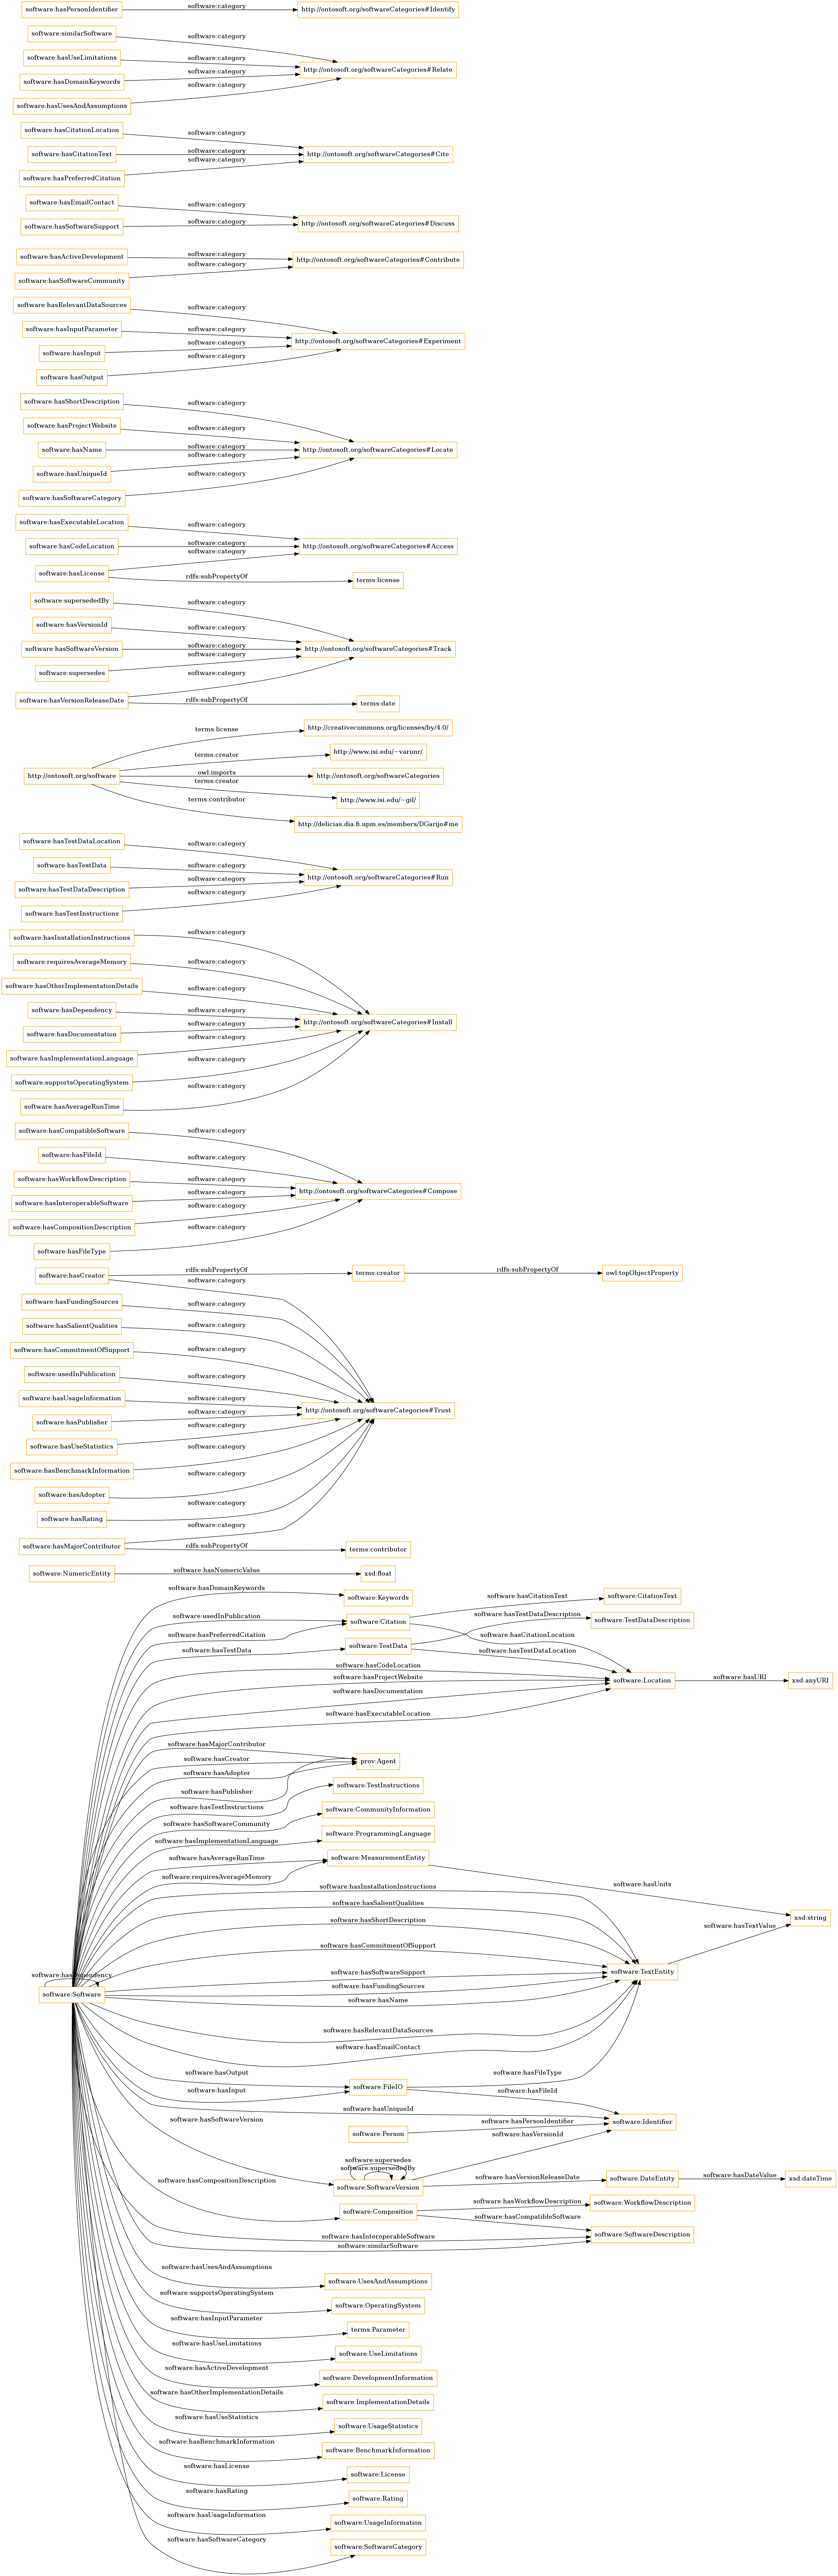 software:hasPersonIdentifier
software:category
http://ontosoft.org/softwareCategories#Identify
software:similarSoftware
software:category
software:hasUseLimitations
software:category
http://ontosoft.org/softwareCategories#Relate
software:hasDomainKeywords
software:category
software:hasUsesAndAssumptions
software:category
software:hasCitationLocation
software:category
software:hasCitationText
software:category
http://ontosoft.org/softwareCategories#Cite
software:hasPreferredCitation
software:category
software:hasEmailContact
software:category
http://ontosoft.org/softwareCategories#Discuss
software:hasSoftwareSupport
software:category
software:hasActiveDevelopment
software:category
http://ontosoft.org/softwareCategories#Contribute
software:hasSoftwareCommunity
software:category
software:hasRelevantDataSources
software:category
software:hasInputParameter
software:category
http://ontosoft.org/softwareCategories#Experiment
software:hasInput
software:category
software:hasOutput
software:category
software:hasShortDescription
software:category
software:hasProjectWebsite
software:category
software:hasName
software:category
http://ontosoft.org/softwareCategories#Locate
software:hasUniqueId
software:category
software:hasSoftwareCategory
software:category
software:hasExecutableLocation
software:category
software:hasCodeLocation
software:category
http://ontosoft.org/softwareCategories#Access
software:hasLicense
software:category
rdfs:subPropertyOf
terms:license
software:supersededBy
software:category
software:hasVersionId
software:category
software:hasSoftwareVersion
software:category
http://ontosoft.org/softwareCategories#Track
software:supersedes
software:category
software:hasVersionReleaseDate
software:category
rdfs:subPropertyOf
terms:date
http://ontosoft.org/software
terms:license
http://creativecommons.org/licenses/by/4.0/
terms:creator
http://www.isi.edu/~varunr/
owl:imports
http://ontosoft.org/softwareCategories
terms:creator
http://www.isi.edu/~gil/
terms:contributor
http://delicias.dia.fi.upm.es/members/DGarijo#me
software:hasTestDataLocation
software:category
software:hasTestData
software:category
http://ontosoft.org/softwareCategories#Run
software:hasTestDataDescription
software:category
software:hasTestInstructions
software:category
software:hasInstallationInstructions
software:category
software:requiresAverageMemory
software:category
software:hasOtherImplementationDetails
software:category
software:hasDependency
software:category
http://ontosoft.org/softwareCategories#Install
software:hasDocumentation
software:category
software:hasImplementationLanguage
software:category
software:supportsOperatingSystem
software:category
software:hasAverageRunTime
software:category
software:hasCompatibleSoftware
software:category
software:hasFileId
software:category
software:hasWorkflowDescription
software:category
http://ontosoft.org/softwareCategories#Compose
software:hasInteroperableSoftware
software:category
software:hasCompositionDescription
software:category
software:hasFileType
software:category
software:hasCreator
rdfs:subPropertyOf
terms:creator
rdfs:subPropertyOf
owl:topObjectProperty
software:category
software:hasFundingSources
software:category
software:hasSalientQualities
software:category
software:hasCommitmentOfSupport
software:category
software:usedInPublication
software:category
software:hasUsageInformation
software:category
http://ontosoft.org/softwareCategories#Trust
software:hasPublisher
software:category
software:hasUseStatistics
software:category
software:hasBenchmarkInformation
software:category
software:hasAdopter
software:category
software:hasRating
software:category
software:hasMajorContributor
software:category
rdfs:subPropertyOf
terms:contributor
software:NumericEntity
software:hasNumericValue
xsd:float
software:hasDomainKeywords
software:Keywords
software:usedInPublication
software:Citation
software:hasCitationText
software:CitationText
software:hasPreferredCitation
software:hasTestDataDescription
software:TestDataDescription
software:hasCitationLocation
software:hasTestData
software:TestData
software:hasTestDataLocation
software:hasCodeLocation
software:hasProjectWebsite
software:Location
software:hasURI
xsd:anyURI
software:hasDocumentation
software:hasExecutableLocation
software:hasMajorContributor
software:hasCreator
prov:Agent
software:hasAdopter
software:hasPublisher
software:TestInstructions
software:hasTestInstructions
software:CommunityInformation
software:hasSoftwareCommunity
software:ProgrammingLanguage
software:hasImplementationLanguage
software:hasAverageRunTime
software:MeasurementEntity
software:requiresAverageMemory
software:hasUnits
software:hasInstallationInstructions
software:hasSalientQualities
xsd:string
software:hasShortDescription
software:hasTextValue
software:hasCommitmentOfSupport
software:hasSoftwareSupport
software:TextEntity
software:hasDependency
software:hasFundingSources
software:Software
software:hasName
software:hasRelevantDataSources
software:hasEmailContact
software:hasOutput
software:hasFileType
software:FileIO
software:hasInput
software:hasFileId
software:hasUniqueId
software:Identifier
software:hasSoftwareVersion
software:hasPersonIdentifier
software:Person
software:hasVersionId
software:supersedes
software:supersededBy
software:hasCompositionDescription
software:SoftwareVersion
software:hasVersionReleaseDate
software:DateEntity
software:hasDateValue
xsd:dateTime
software:Composition
software:hasWorkflowDescription
software:WorkflowDescription
software:hasCompatibleSoftware
software:hasInteroperableSoftware
software:SoftwareDescription
software:similarSoftware
software:hasUsesAndAssumptions
software:UsesAndAssumptions
software:supportsOperatingSystem
software:OperatingSystem
software:hasInputParameter
terms:Parameter
software:hasUseLimitations
software:UseLimitations
software:hasActiveDevelopment
software:DevelopmentInformation
software:hasOtherImplementationDetails
software:ImplementationDetails
software:hasUseStatistics
software:UsageStatistics
software:hasBenchmarkInformation
software:BenchmarkInformation
software:hasLicense
software:License
software:hasRating
software:Rating
software:hasUsageInformation
software:UsageInformation
software:hasSoftwareCategory
software:SoftwareCategory